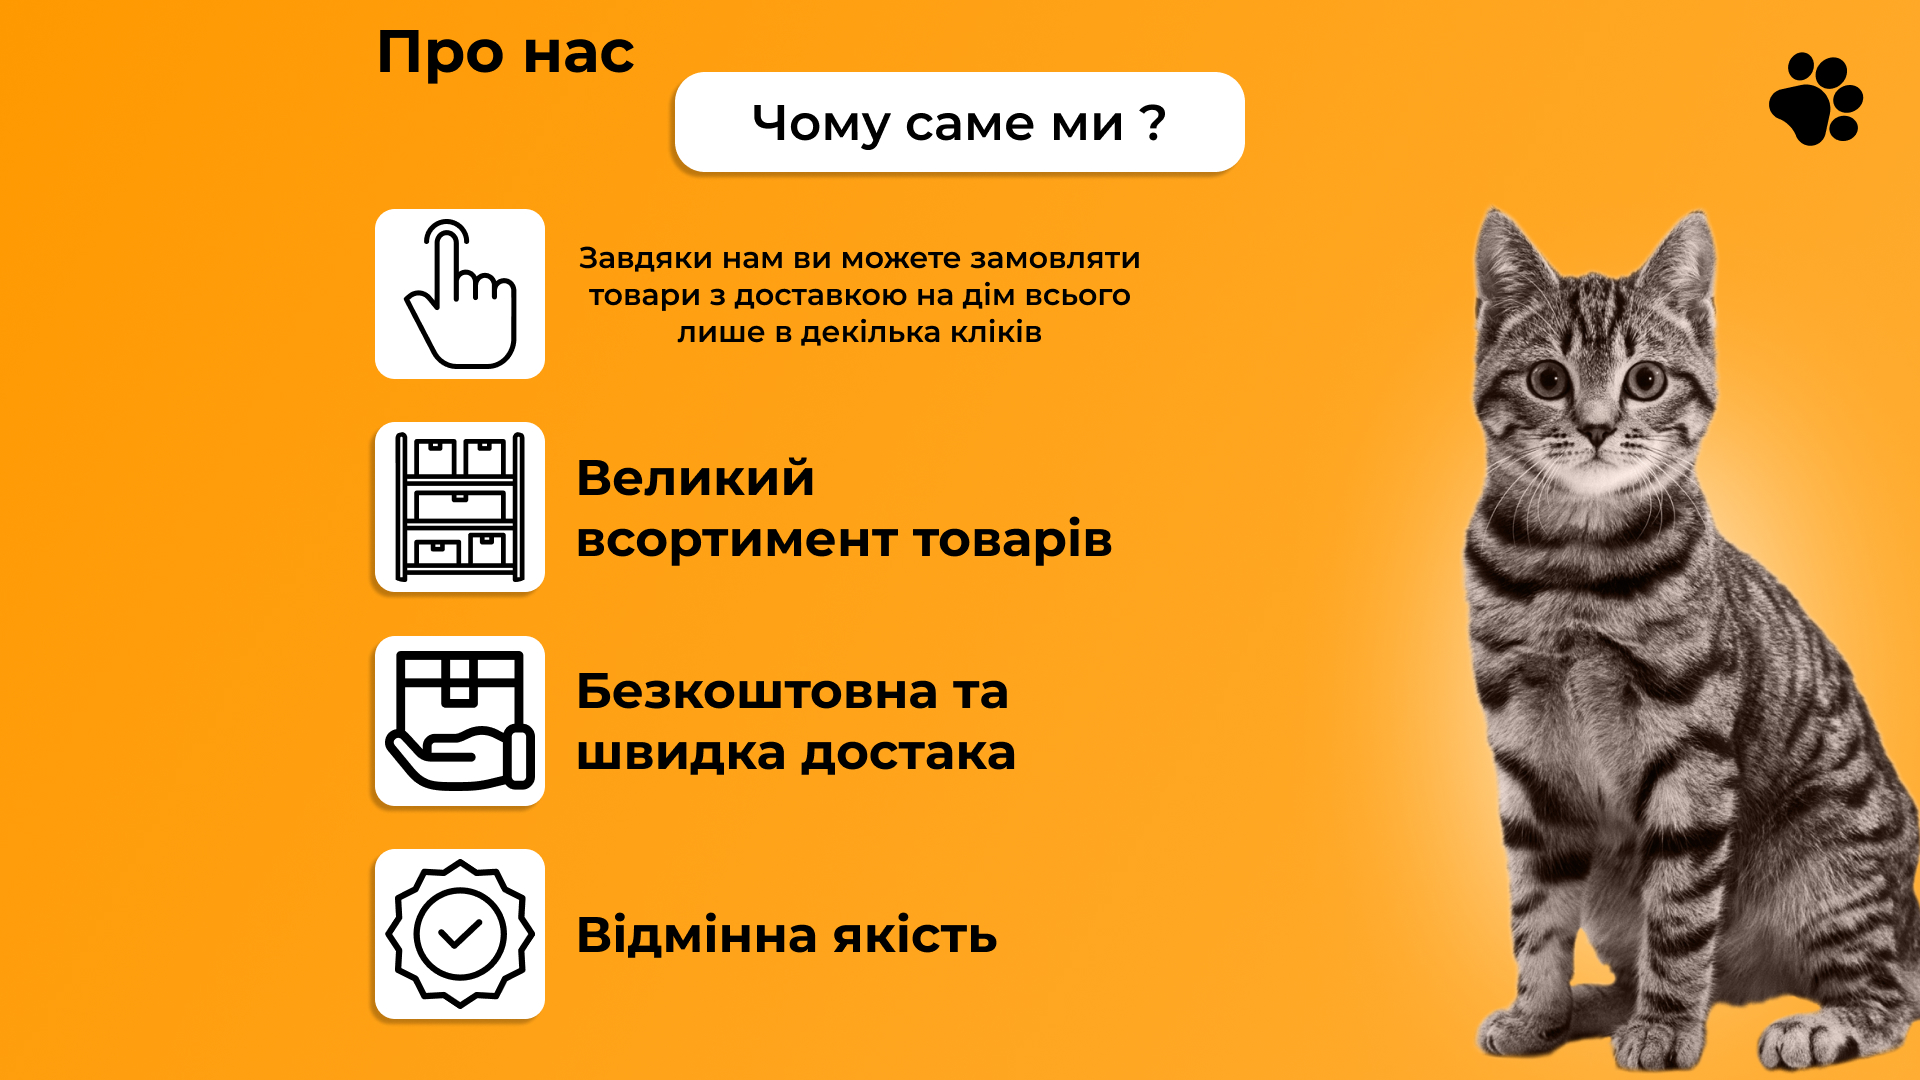 Про нас
Чому саме ми ?
Завдяки нам ви можете замовляти
товари з доставкою на дім всього
лише в декілька кліків
Великий
всортимент товарів
Безкоштовна та
швидка достака
Відмінна якість